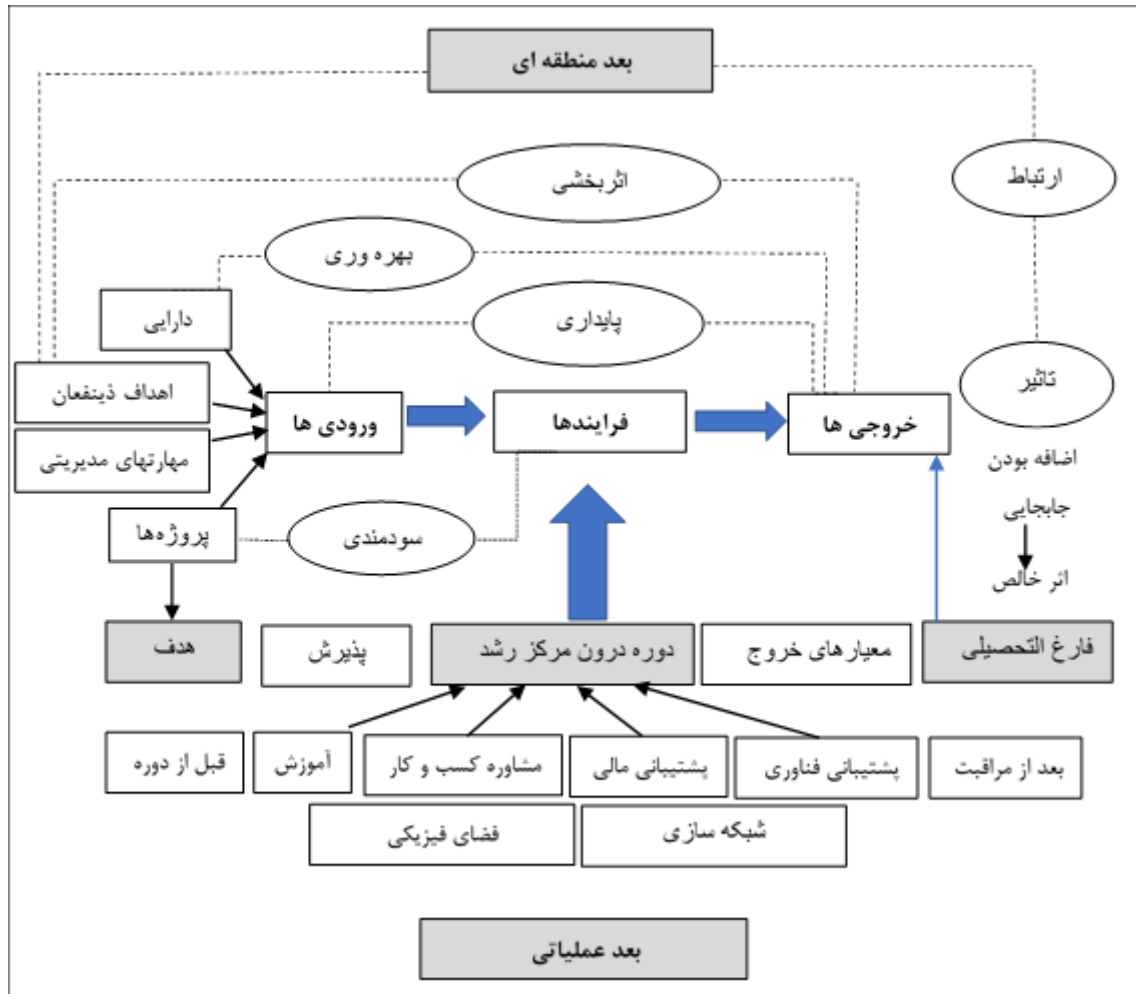 بعد منطقه ای
ارتباط
اثربخشی
بهره وری
پایداری
دارایی
تاثیر
اهداف ذینفعان
خروجی ها
فرایندها
ورودی ها
مهارتهای مدیریتی
اضافه بودن
جابجایی
سودمندی
پروژه‌ها
اثر خالص
فارغ التحصیلی
معیارهای خروج
دوره درون مرکز رشد
پذیرش
هدف
بعد از مراقبت
پشتیبانی فناوری
پشتیبانی مالی
مشاوره کسب و کار
آموزش
قبل از دوره
شبکه سازی
فضای فیزیکی
بعد عملیاتی